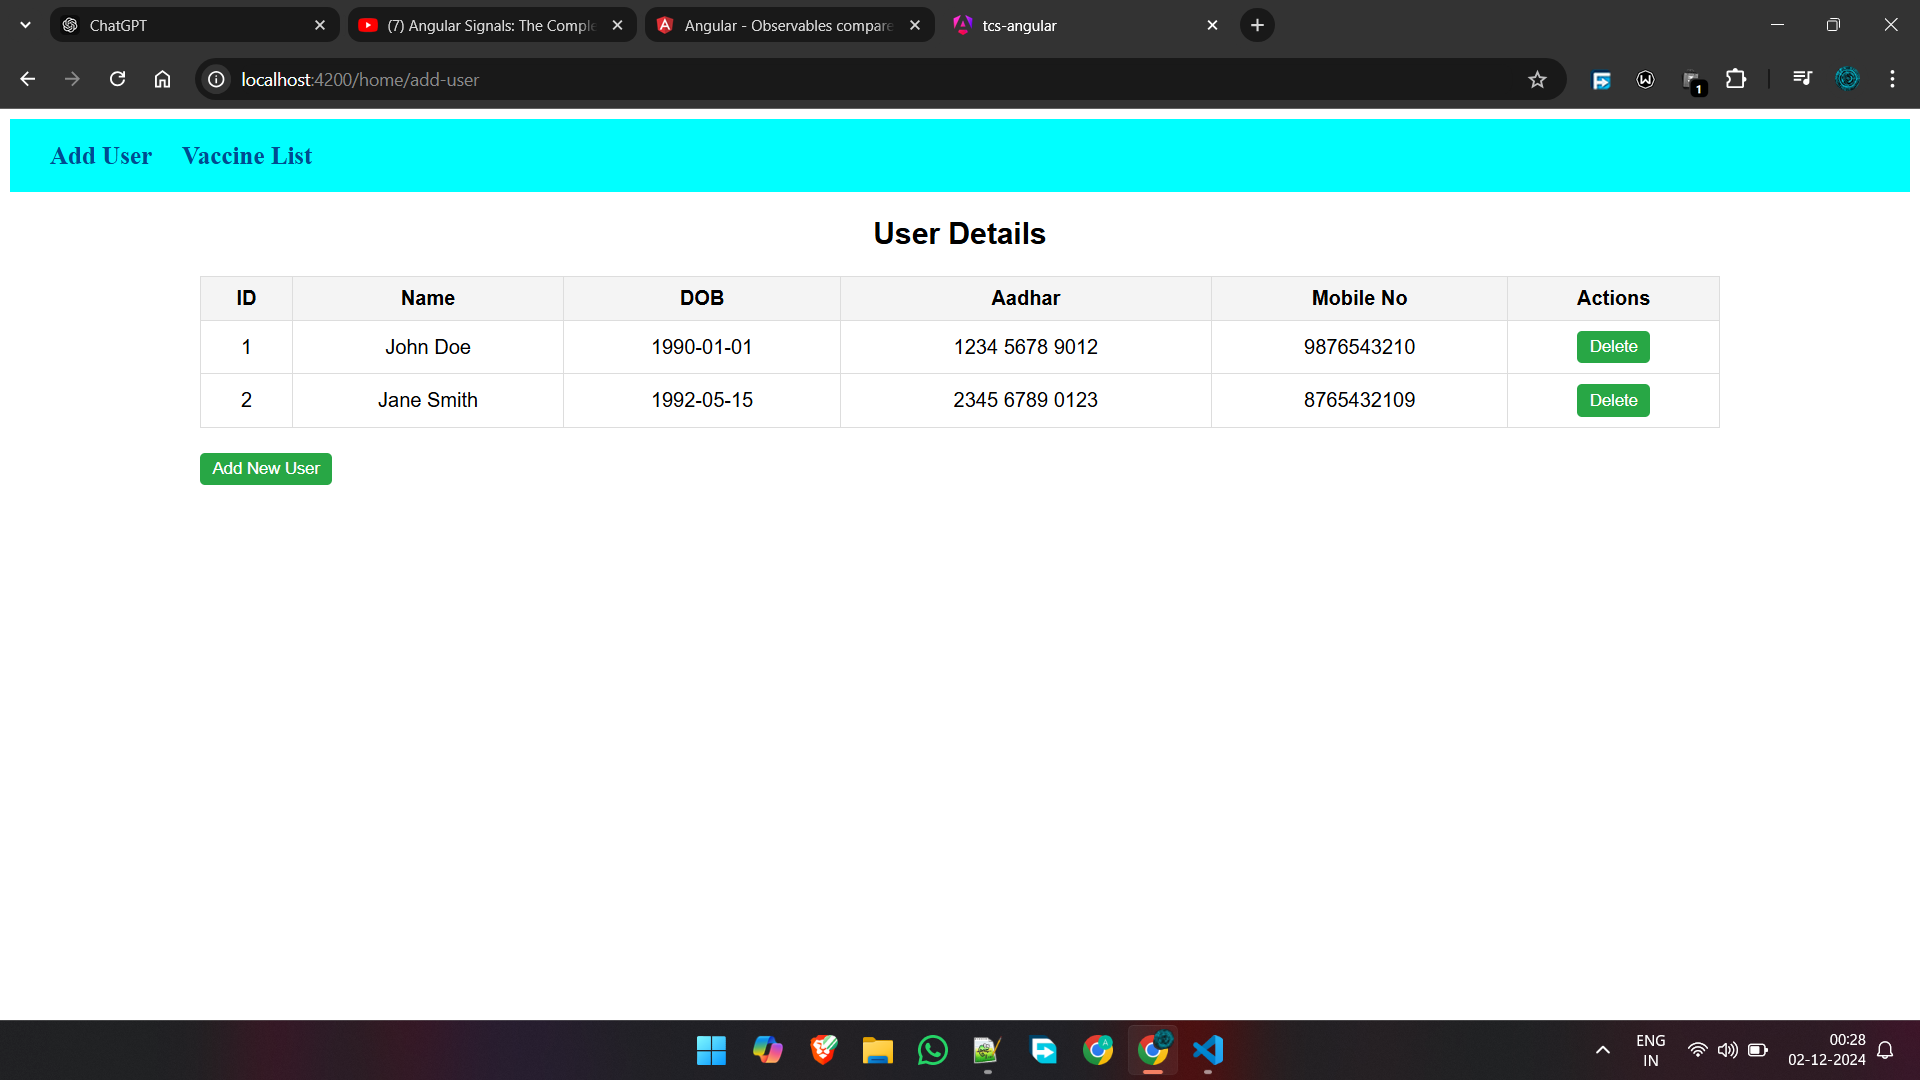 ChatGPT
(7) Angular Signals: The Comple
Angular - Observables compare
tcs-angular
localhost:4200/home/add-user
1
Add User Vaccine List
User Details
ID Name DOB Aadhar Mobile No Actions
1 John Doe 1990-01-01 1234 5678 9012 9876543210 Delete
2 Jane Smith 1992-05-15 2345 6789 0123 8765432109 Delete
Add New User
ENG
IN
00:28
02-12-2024